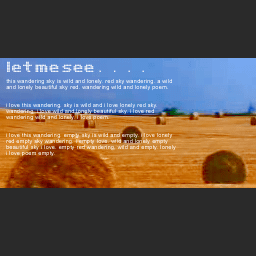 letmesee....
this wandering sky is wild and lonely. red sky wandering. a wild
and lonely beautiful sky red. wandering wild and lonely poem.
i love this wandering. sky is wild and i love lonely red sky.
wandering. i love wild and lonely beautiful sky. i love red.
wandering wild and lonely. i love poem.
i love this wandering. empty sky is wild and empty. i love lonely
red empty sky wandering. i empty love. wild and lonely empty
beautiful sky i love. empty red wandering. wild and empty. lonely
i love poem empty.